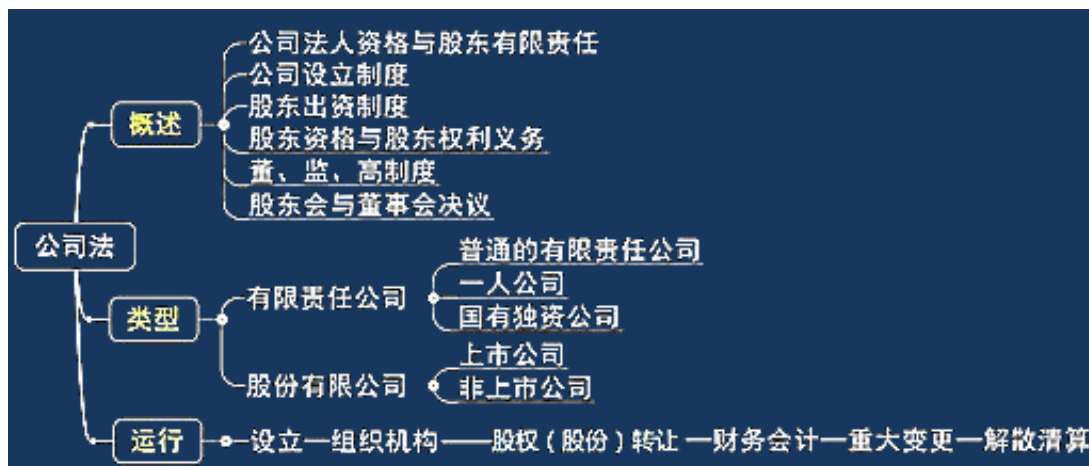 公司法人资格与股东有限责任
公司设立制度
股东出资制度
概述
股东资格与股东权利义务
董、监、高制度
股东会与董事会决议
公司法
普通的有限责任公司
有限责任公司
一人公司
类型
国有独资公司
上市公司
股份有限公司
非上市公司
运行
设立—组织机构——股权(股份)转让—财务会计—重大变更—解散清算